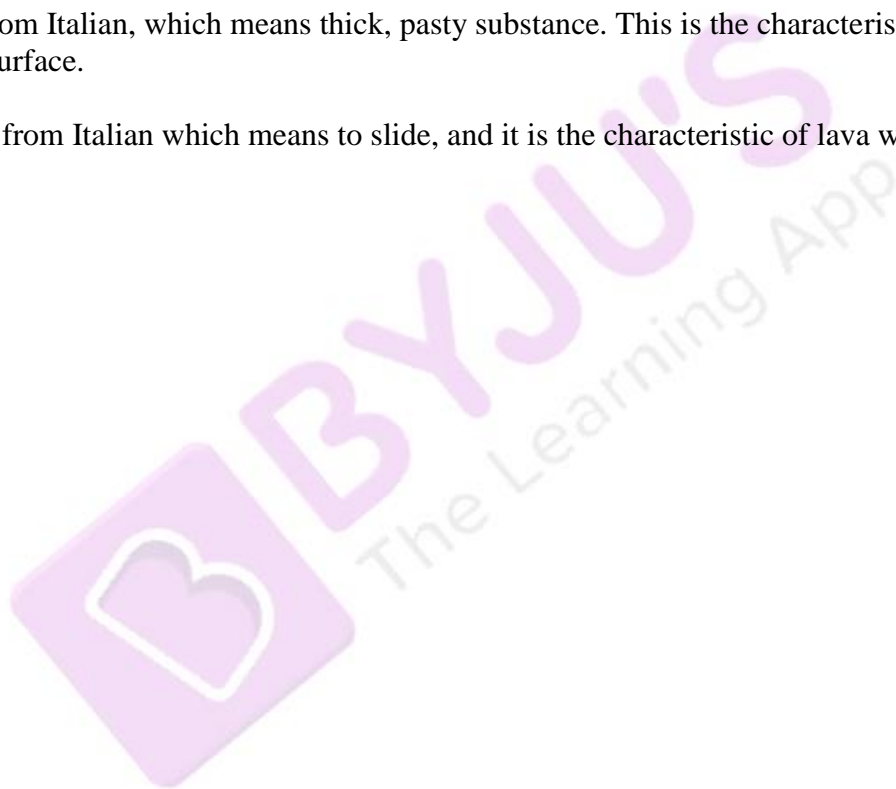 om Italian, which means thick, pasty substance. This is the characteris
urface.
from Italian which means to slide, and it is the characteristic of lava w
BYJU'S
The Learning App